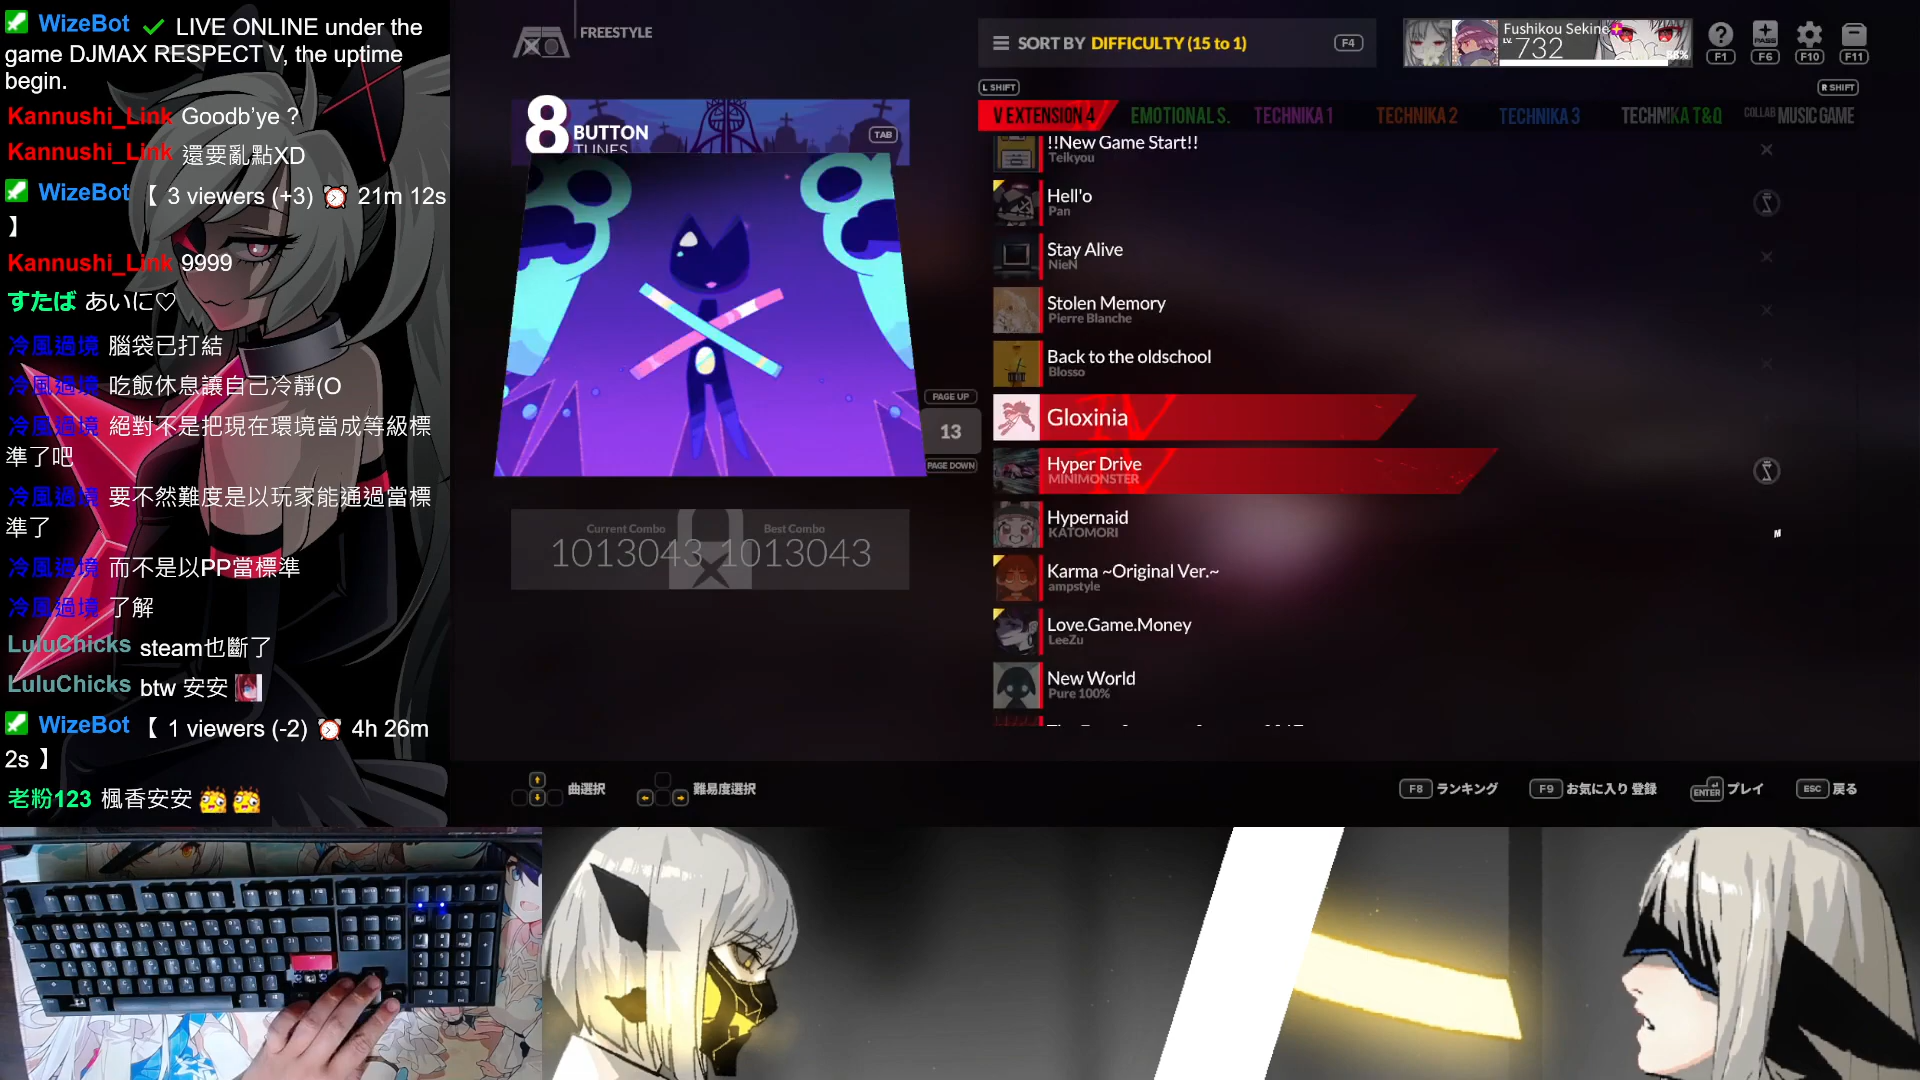 WizeBot ✓ LIVE ONLINE under the
game DJMAX RESPECT V, the uptime
begin.
Kannushi_Link Goodb'ye ?
Kannushi_Link 還要亂點XD
WizeBot 【 3 viewers (+3) ⏰ 21m 12s
】
Kannushi_Link 9999
すたば あいに♡
冷風過境 腦袋已打結
冷風過境 吃飯休息讓自己冷靜(O
冷風過境 絕對不是把現在環境當成等級標
準了吧
冷風過境 要不然難度是以玩家能通過當標
準了
冷風過境 而不是以PP當標準
冷風過境 了解
LuluChicks steam也斷了
LuluChicks btw 安安
WizeBot 【 1 viewers (-2) ⏰ 4h 26m
2s 】
老粉123 楓香安安
FREESTYLE
8 BUTTON
TUNES
TAB
Current Combo
1013043
Best Combo
1013043
PAGE UP
13
PAGE DOWN
曲選択
難易度選択
SORT BY DIFFICULTY (15 to 1)
F4
Fushikou Sekine
LV. 732
88%
F1
PASS
F6
F10
F11
L SHIFT
R SHIFT
V EXTENSION 4
EMOTIONAL S.
TECHNIKA 1
TECHNIKA 2
TECHNIKA 3
TECHNIKA T&Q
COLLAB MUSIC GAME
!!New Game Start!!
Teikyou
Hell'o
Pan
Stay Alive
NieN
Stolen Memory
Pierre Blanche
Back to the oldschool
Blosso
Gloxinia
Hyper Drive
MINIMONSTER
Hypernaid
KATOMORI
M
Karma ~Original Ver.~
ampstyle
Love.Game.Money
LeeZu
New World
Pure 100%
F8 ランキング
F9 お気に入り登録
ENTER プレイ
ESC 戻る